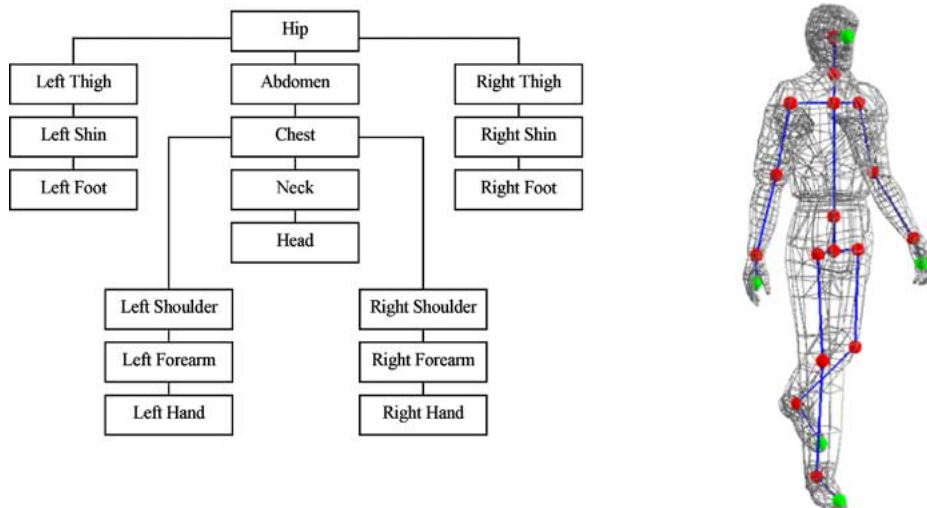 Hip
Left Thigh
Abdomen
Right Thigh
Left Shin
Chest
Right Shin
Left Foot
Neck
Right Foot
Head
Left Shoulder
Right Shoulder
Left Forearm
Right Forearm
Left Hand
Right Hand